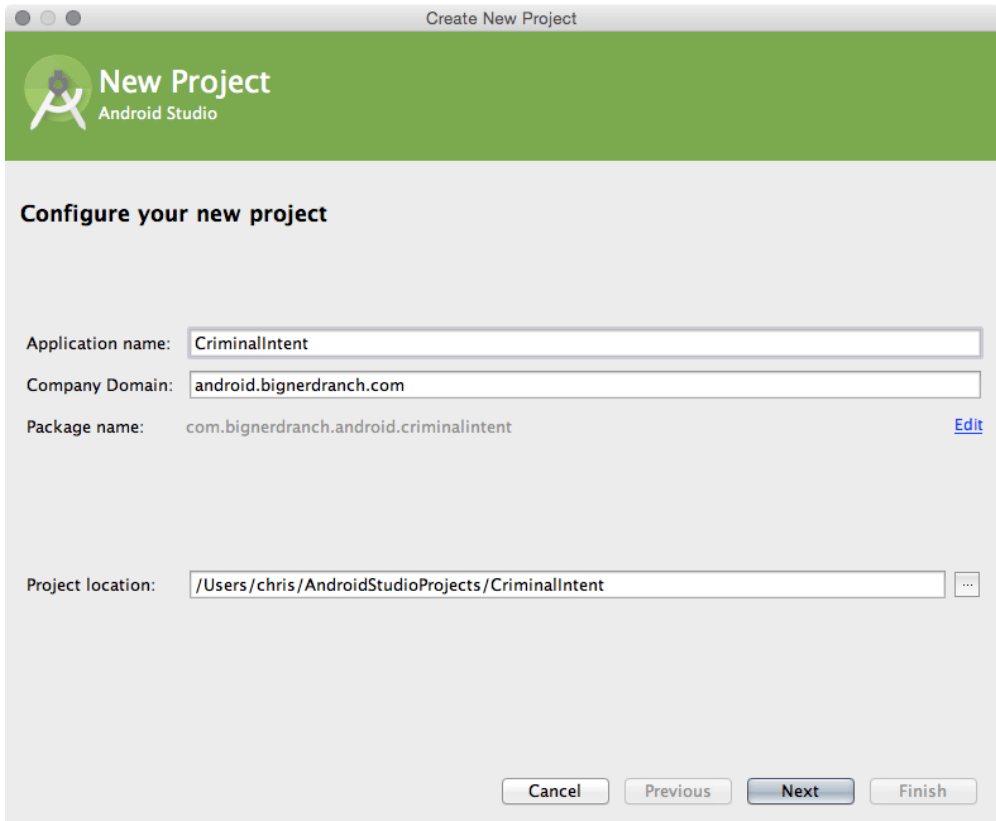 Create New Project
New Project
Android Studio
Configure your new project
Application name: CriminalIntent
Company Domain: android.bignerdranch.com
Package name: com.bignerdranch.android.criminalintent Edit
Project location: /Users/chris/AndroidStudioProjects/CriminalIntent ...
Cancel Previous Next Finish